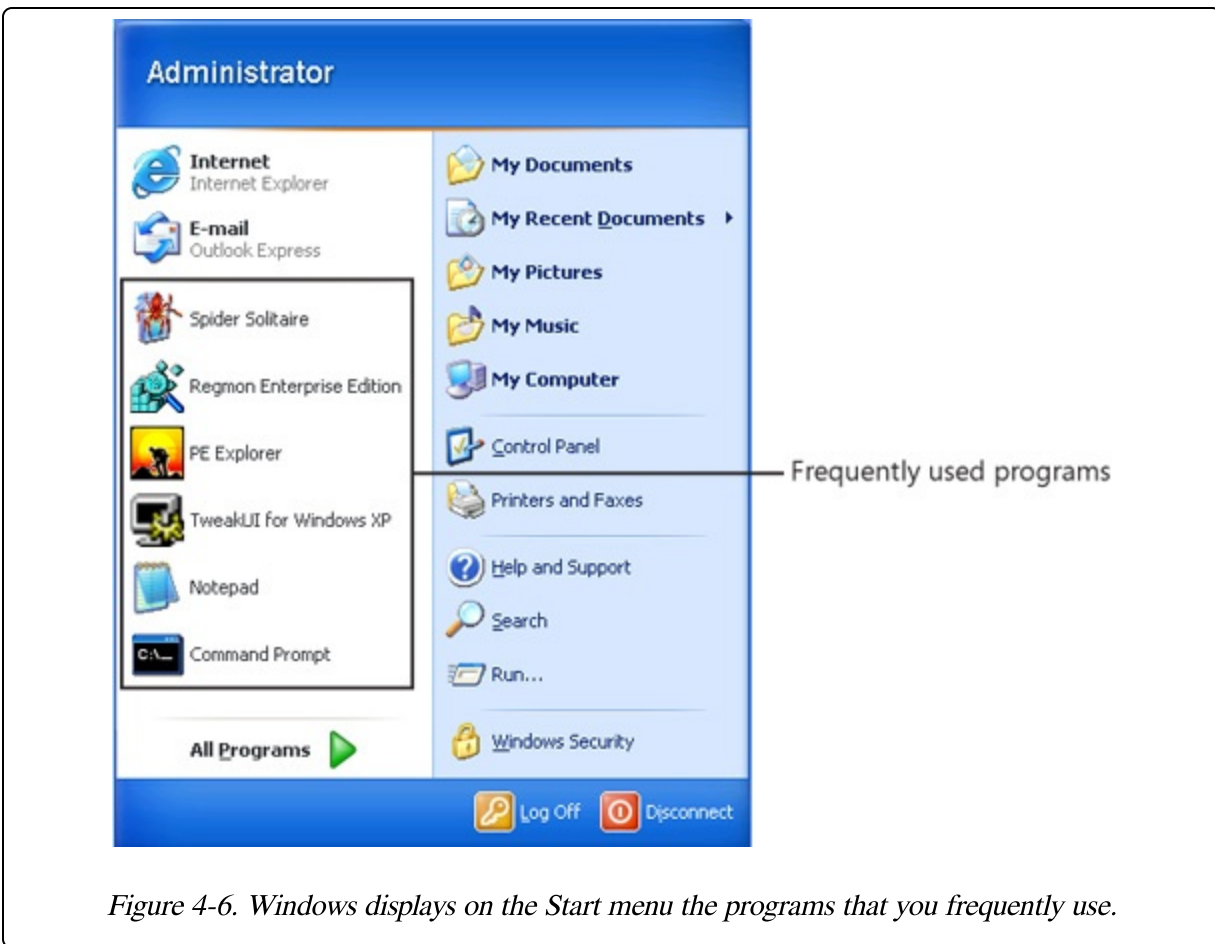 Administrator
Internet
Internet Explorer
E-mail
Outlook Express
Spider Solitaire
Regmon Enterprise Edition
PE Explorer
TweakUI for Windows XP
Notepad
C:\_
Command Prompt
All Programs
My Documents
My Recent Documents
My Pictures
My Music
My Computer
Control Panel
Printers and Faxes
Help and Support
Search
Run...
Windows Security
Log Off
Disconnect
Frequently used programs
Figure 4-6. Windows displays on the Start menu the programs that you frequently use.